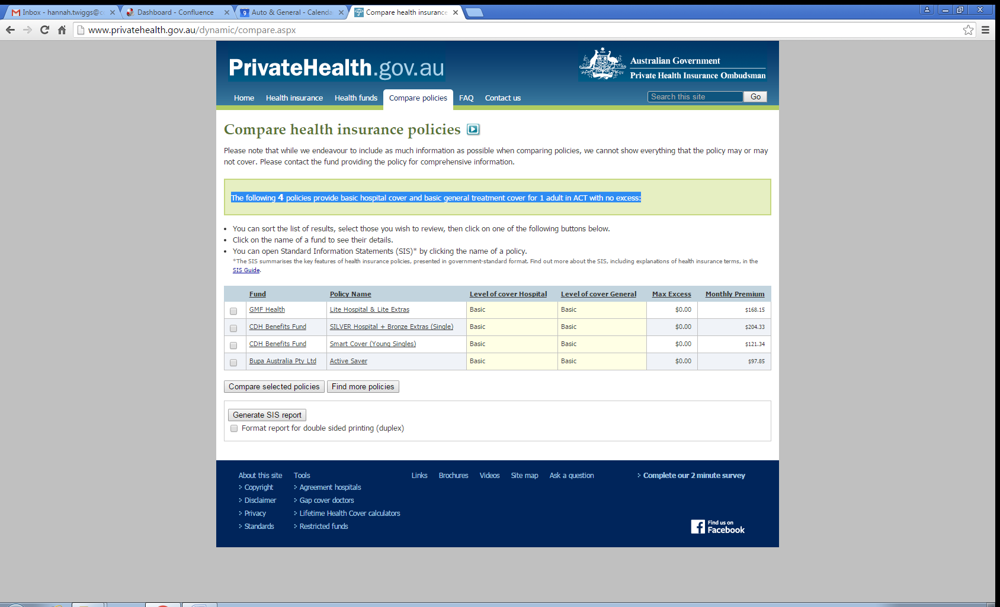 Inbox - hannah.twiggs@c
Dashboard - Confluence
9 Auto & General - Calenda
Compare health insurance
www.privatehealth.gov.au/dynamic/compare.aspx
PrivateHealth.gov.au
Australian Government
Private Health Insurance Ombudsman
Home Health insurance Health funds Compare policies FAQ Contact us
Search this site Go
Compare health insurance policies
Please note that while we endeavour to include as much information as possible when comparing policies, we cannot show everything that the policy may or may
not cover. Please contact the fund providing the policy for comprehensive information.
The following 4 policies provide basic hospital cover and basic general treatment cover for 1 adult in ACT with no excess:
• You can sort the list of results, select those you wish to review, then click on one of the following buttons below.
• Click on the name of a fund to see their details.
• You can open Standard Information Statements (SIS)* by clicking the name of a policy.
*The SIS summarises the key features of health insurance policies, presented in government-standard format. Find out more about the SIS, including explanations of health insurance terms, in the
SIS Guide.
Fund Policy Name Level of cover Hospital Level of cover General Max Excess Monthly Premium
GMF Health Lite Hospital & Lite Extras Basic Basic $0.00 $168.15
CDH Benefits Fund SILVER Hospital + Bronze Extras (Single) Basic Basic $0.00 $204.33
CDH Benefits Fund Smart Cover (Young Singles) Basic Basic $0.00 $121.34
Bupa Australia Pty Ltd Active Saver Basic Basic $0.00 $97.85
Compare selected policies Find more policies
Generate SIS report
Format report for double sided printing (duplex)
About this site Tools Links Brochures Videos Site map Ask a question Complete our 2 minute survey
Copyright Agreement hospitals
Disclaimer Gap cover doctors
Privacy Lifetime Health Cover calculators
Standards Restricted funds
Find us on
Facebook